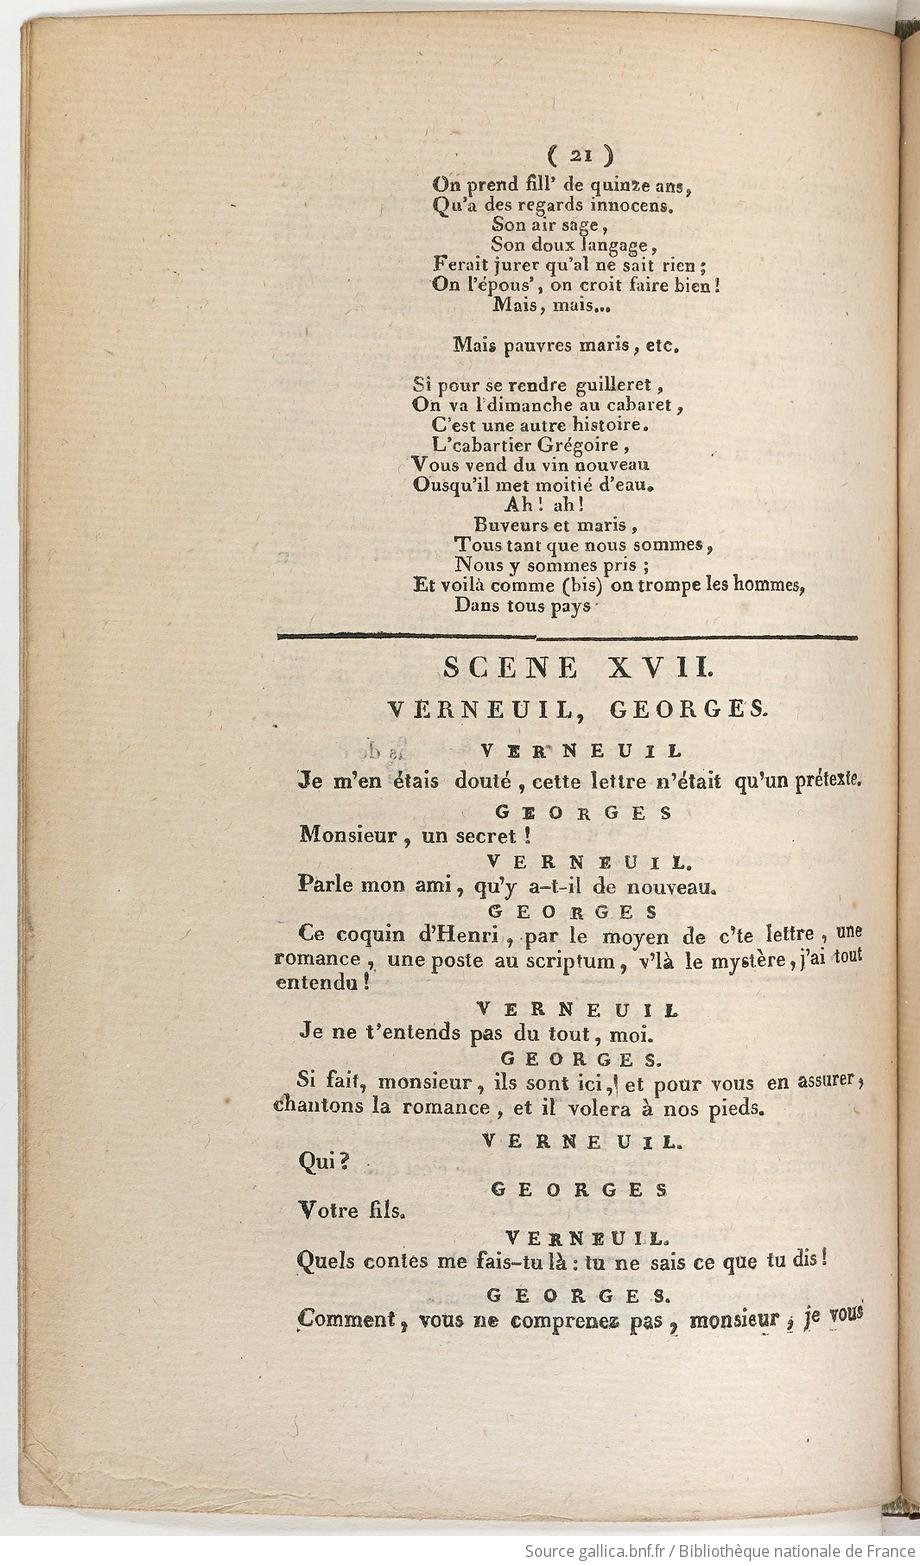 ( 21 )
On prend fill' de quinze ans,
Qu'a des regards innocens.
Son air sage,
Son doux langage,
Ferait jurer qu'al ne sait rien ;
On l'épous', on croit faire bien !
Mais, mais...
Mais pauvres maris, etc.
Si pour se rendre guilleret,
On va l'dimanche au cabaret,
C'est une autre histoire.
L'cabartier Grégoire,
Vous vend du vin nouveau
Ousqu'il met moitié d'eau.
Ah ! ah !
Buveurs et maris,
Tous tant que nous sommes,
Nous y sommes pris ;
Et voilà comme (bis) on trompe les hommes,
Dans tous pays
SCENE XVII.
VERNEUIL, GEORGES.
VERNEUIL
Je m'en étais douté, cette lettre n'était qu'un prétexte.
GEORGES
Monsieur, un secret !
VERNEUIL.
Parle mon ami, qu'y a-t-il de nouveau.
GEORGES
Ce coquin d'Henri, par le moyen de c'te lettre, une
romance, une poste au scriptum, v'là le mystère, j'ai tout
entendu !
VERNEUIL
Je ne t'entends pas du tout, moi.
GEORGES.
Si fait, monsieur, ils sont ici, et pour vous en assurer,
chantons la romance, et il volera à nos pieds.
VERNEUIL.
Qui ?
GEORGES
Votre fils.
VERNEUIL.
Quels contes me fais-tu là : tu ne sais ce que tu dis !
GEORGES.
Comment, vous ne comprenez pas, monsieur ; je vous
Source gallica.bnf.fr / Bibliothèque nationale de France